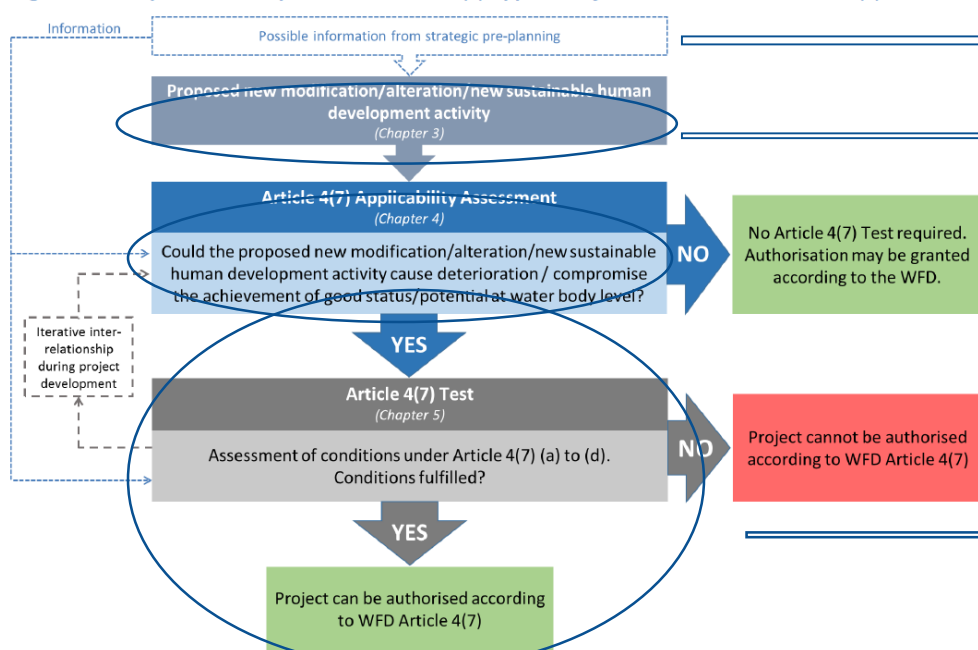 Information
Possible information from strategic pre-planning
Proposed new modification/alteration/new sustainable human
development activity
(Chapter 3)
Article 4(7) Applicability Assessment
(Chapter 4)
Could the proposed new modification/alteration/new sustainable
human development activity cause deterioration / compromise
the achievement of good status/potential at water body level?
NO
No Article 4(7) Test required.
Authorisation may be granted
according to the WFD.
YES
Iterative inter-
relationship
during project
development
Article 4(7) Test
(Chapter 5)
Assessment of conditions under Article 4(7) (a) to (d).
Conditions fulfilled?
NO
Project cannot be authorised
according to WFD Article 4(7)
YES
Project can be authorised according
to WFD Article 4(7)